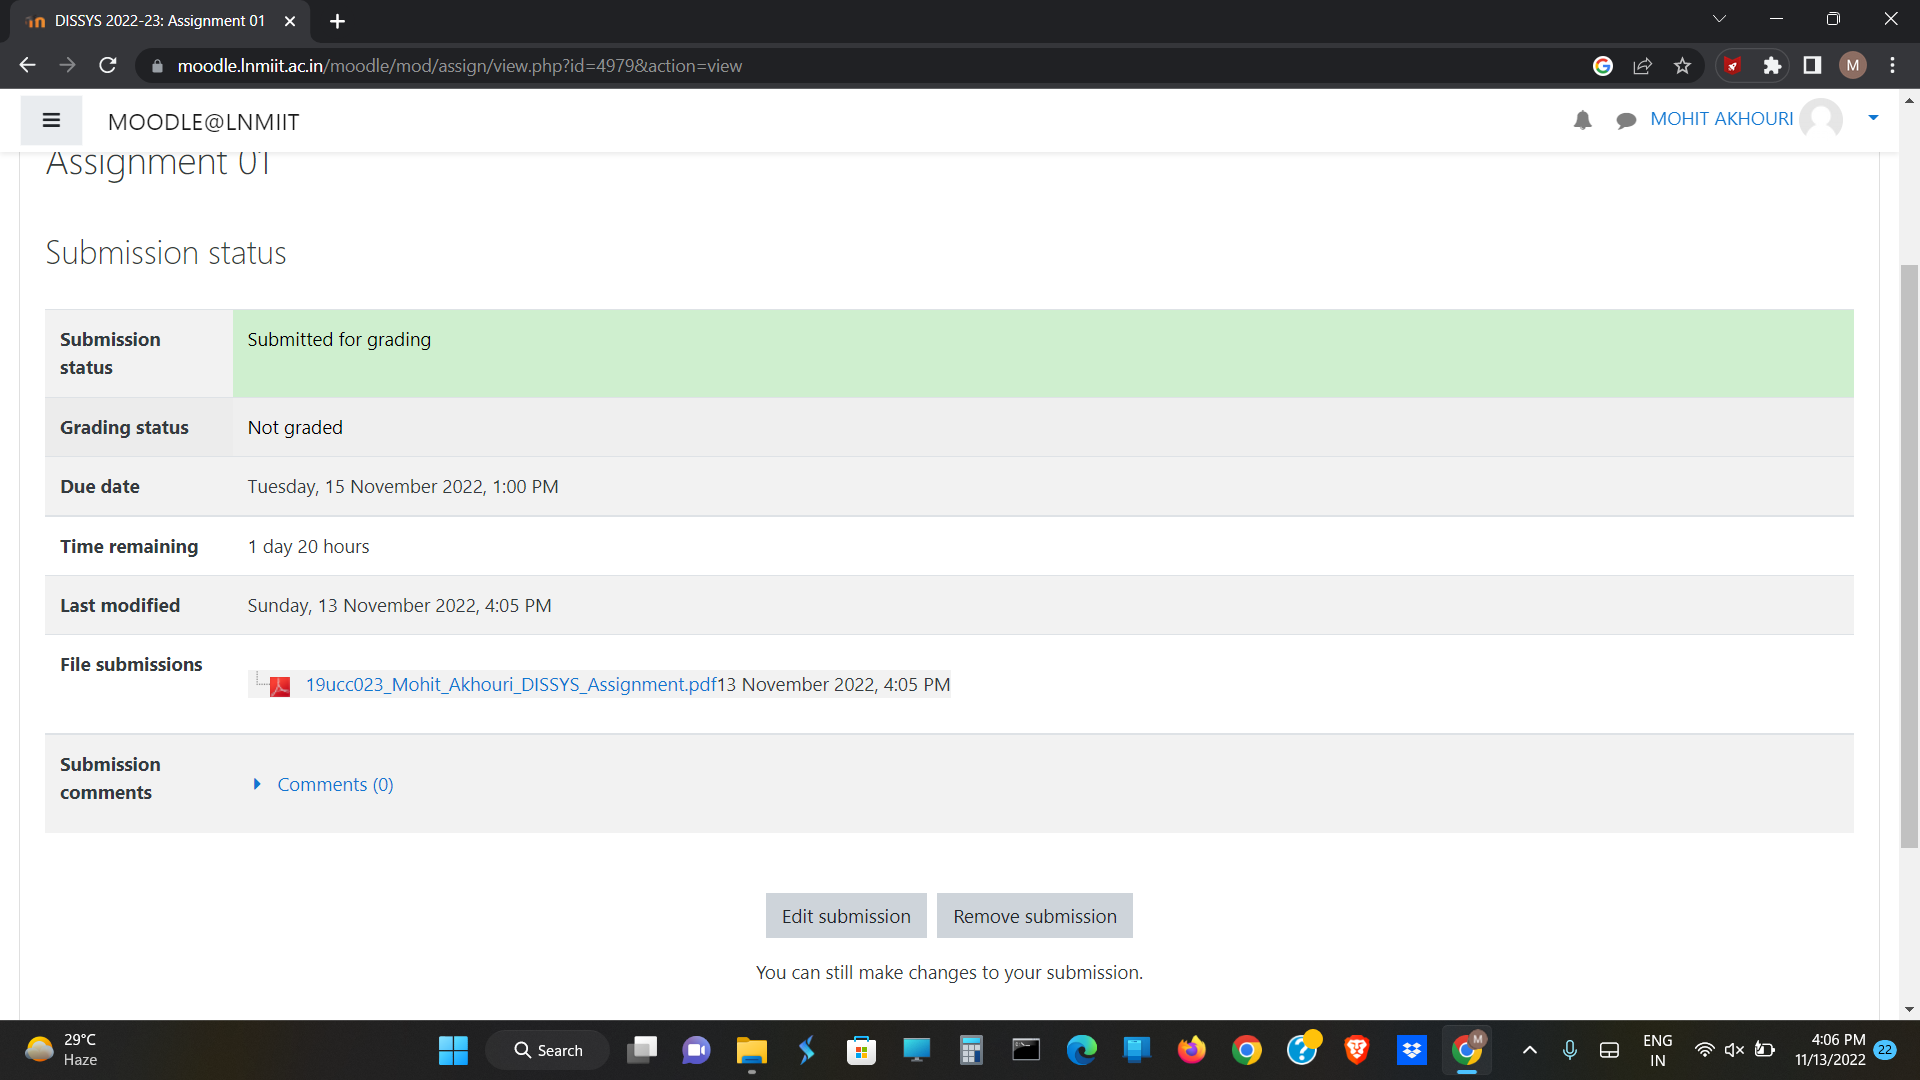 DISSYS 2022-23: Assignment 01
moodle.lnmiit.ac.in/moodle/mod/assign/view.php?id=4979&action=view
M
MOODLE@LNMIIT
MOHIT AKHOURI
Assignment 01
Submission status
Submission status
Submitted for grading
Grading status
Not graded
Due date
Tuesday, 15 November 2022, 1:00 PM
Time remaining
1 day 20 hours
Last modified
Sunday, 13 November 2022, 4:05 PM
File submissions
19ucc023_Mohit_Akhouri_DISSYS_Assignment.pdf13 November 2022, 4:05 PM
Submission comments
Comments (0)
Edit submission
Remove submission
You can still make changes to your submission.
29°C
Haze
Search
M
ENG
IN
4:06 PM
11/13/2022
22